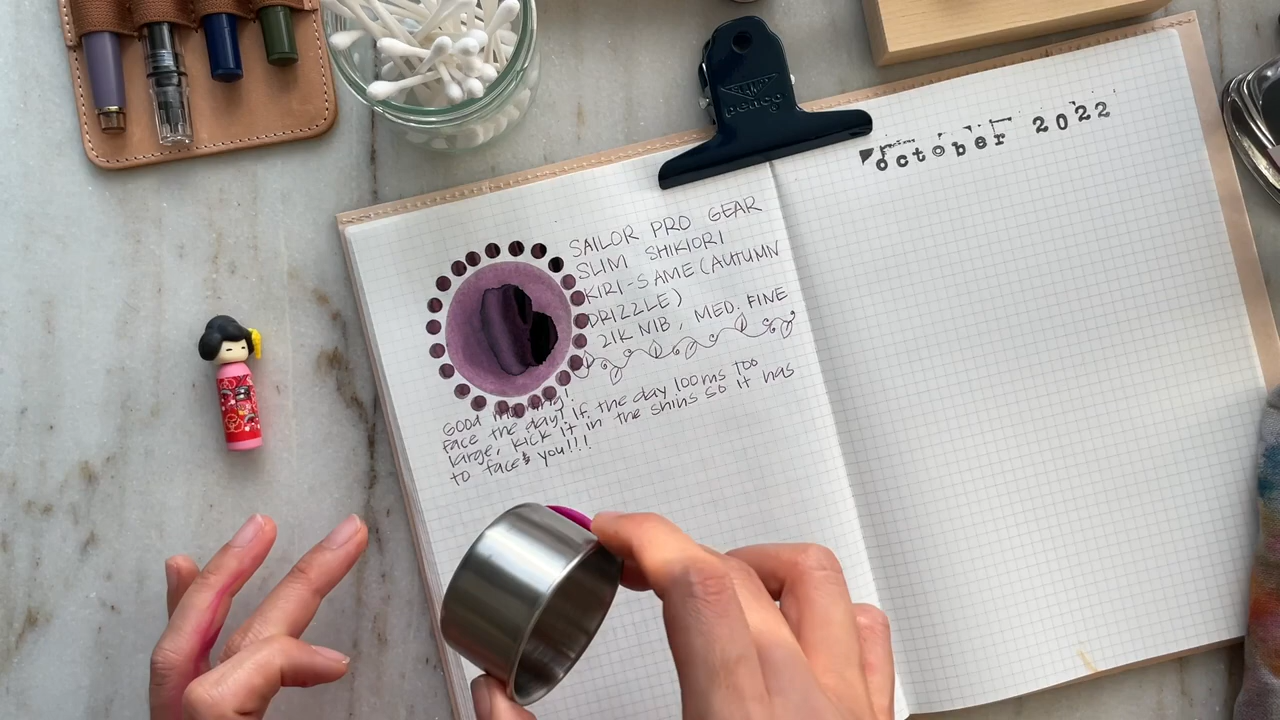 penco
October 2022
SAILOR PRO GEAR
SLIM SHIKIORI
KIRI-SAME (AUTUMN
DRIZZLE)
21K NIB, MED. FINE
Good morning!
Face the day! If the day looms too
large, kick it in the shins so it has
to face you!!!